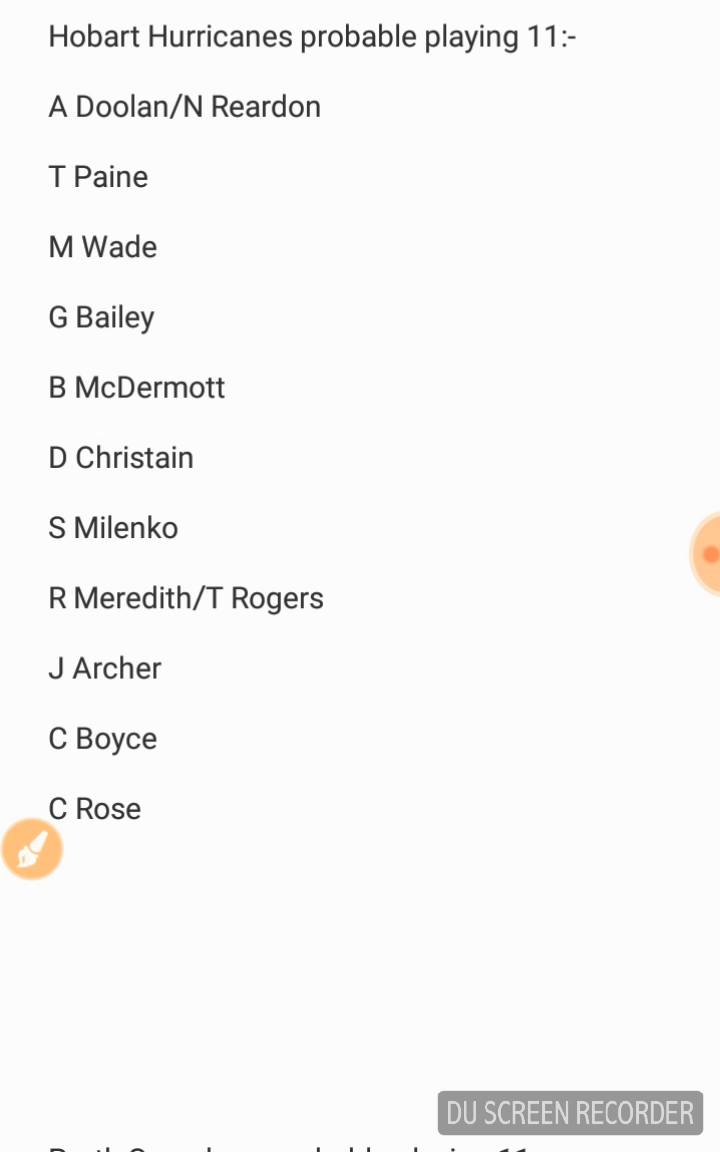 Hobart Hurricanes probable playing 11:-
A Doolan/N Reardon
T Paine
M Wade
G Bailey
B McDermott
D Christain
S Milenko
R Meredith/T Rogers
J Archer
C Boyce
C Rose
DU SCREEN RECORDER